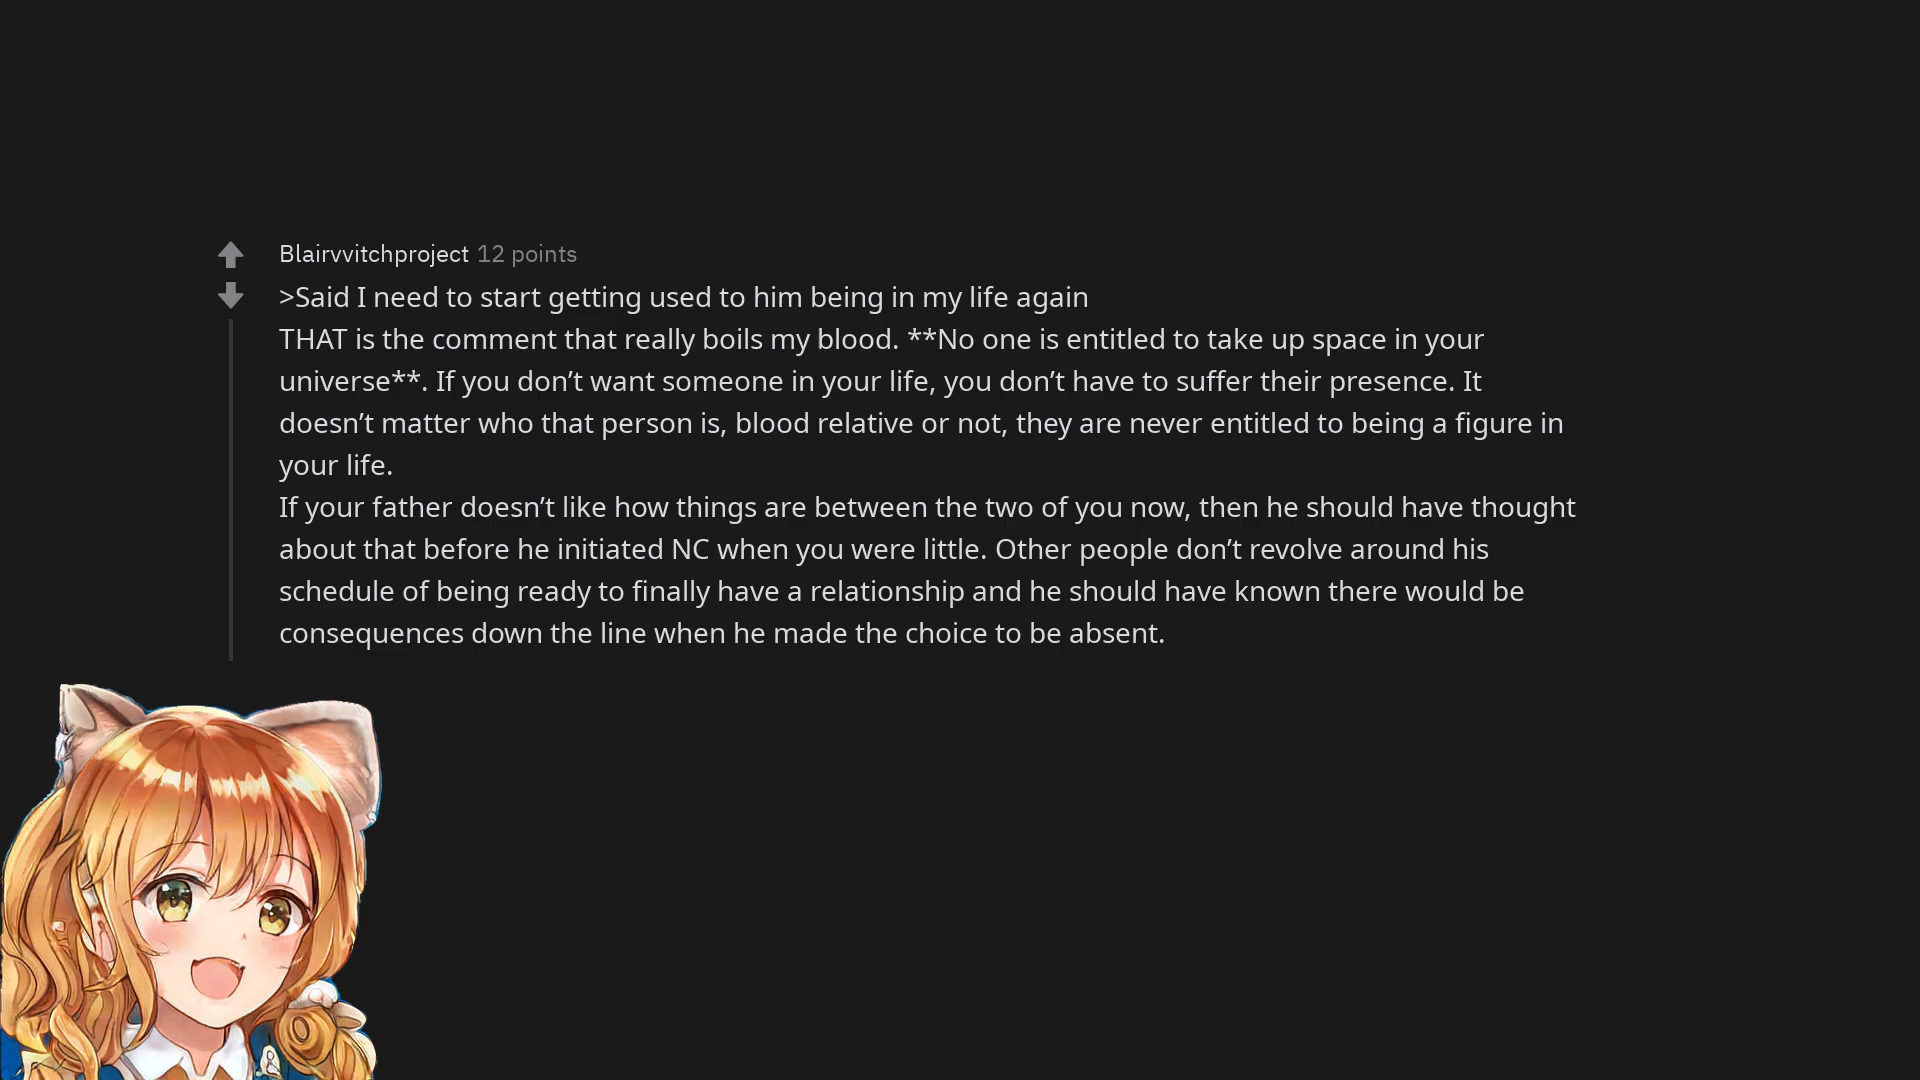 Blairvvitchproject 12 points
>Said I need to start getting used to him being in my life again
THAT is the comment that really boils my blood. **No one is entitled to take up space in your
universe**. If you don’t want someone in your life, you don’t have to suffer their presence. It
doesn’t matter who that person is, blood relative or not, they are never entitled to being a figure in
your life.
If your father doesn’t like how things are between the two of you now, then he should have thought
about that before he initiated NC when you were little. Other people don’t revolve around his
schedule of being ready to finally have a relationship and he should have known there would be
consequences down the line when he made the choice to be absent.